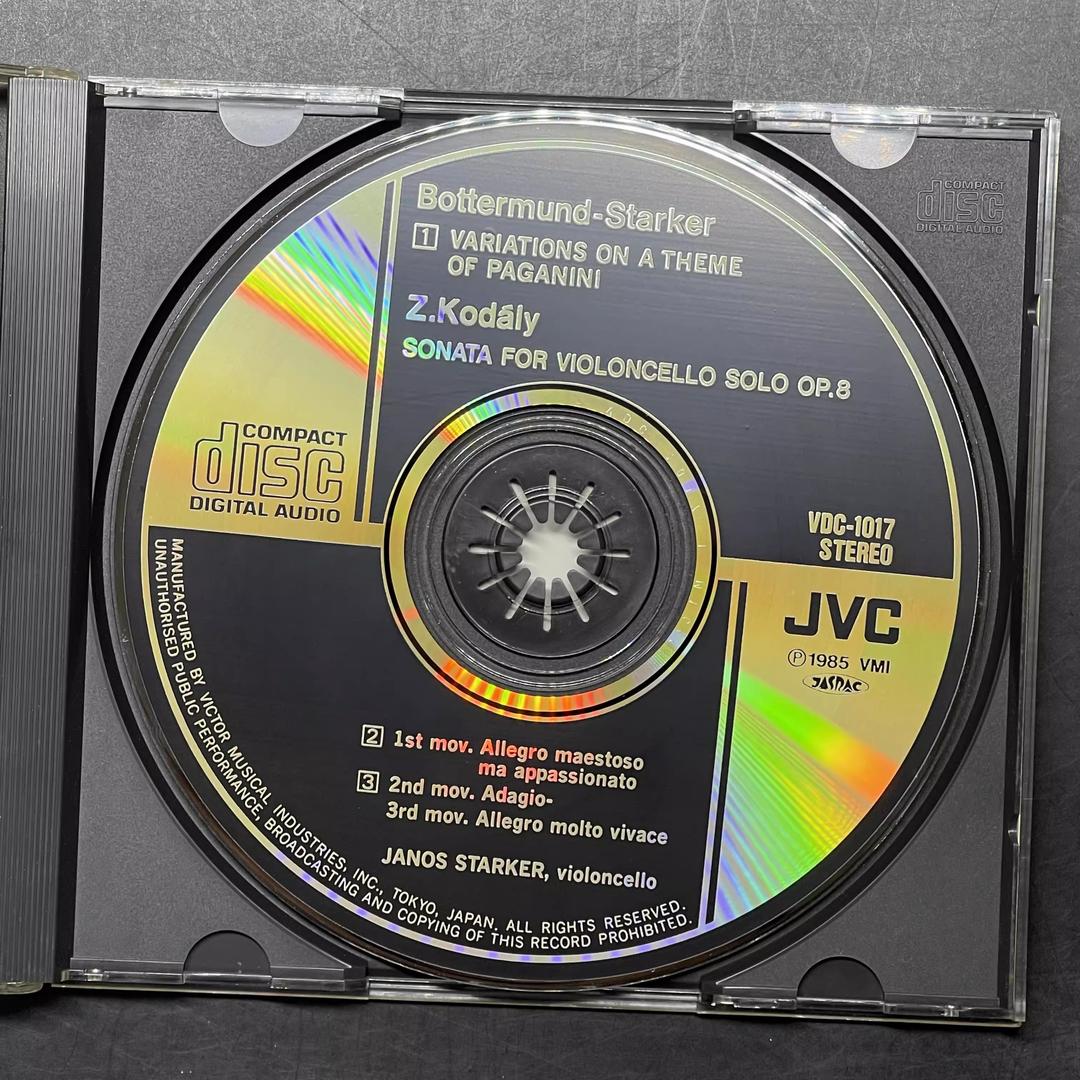 COMPACT
disc
DIGITAL AUDIO
Bottermund-Starker
1 VARIATIONS ON A THEME
OF PAGANINI
Z.Kodály
SONATA FOR VIOLONCELLO SOLO OP.8
COMPACT
disc
DIGITAL AUDIO
VDC-1017
STEREO
JVC
Ⓟ1985 VMI
JASRAC
2 1st mov. Allegro maestoso
ma appassionato
3 2nd mov. Adagio-
3rd mov. Allegro molto vivace
JANOS STARKER, violoncello
MANUFACTURED BY VICTOR MUSICAL INDUSTRIES, INC., TOKYO, JAPAN. ALL RIGHTS RESERVED.
UNAUTHORISED PUBLIC PERFORMANCE, BROADCASTING AND COPYING OF THIS RECORD PROHIBITED.